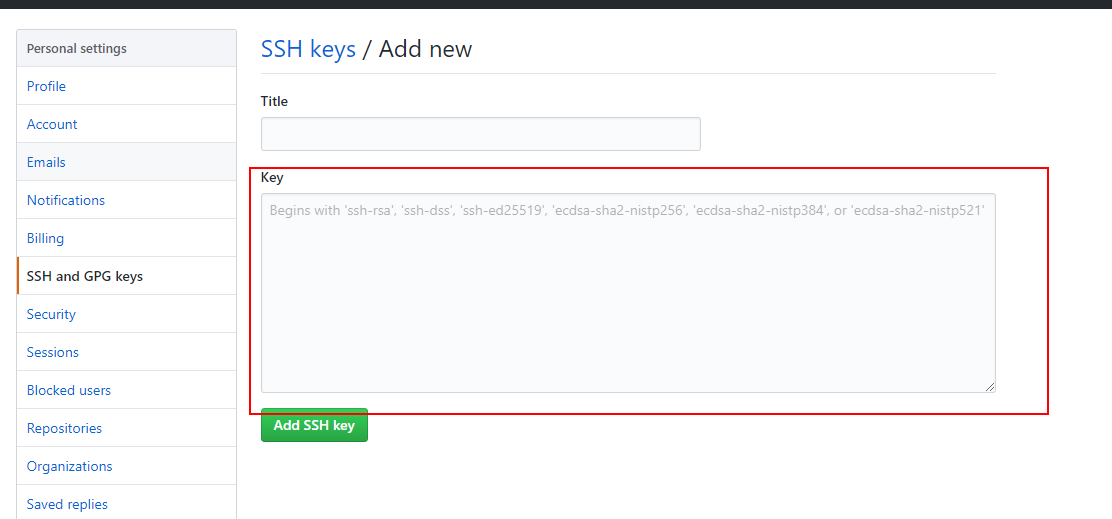 Personal settings
Profile
Account
Emails
Notifications
Billing
SSH and GPG keys
Security
Sessions
Blocked users
Repositories
Organizations
Saved replies
SSH keys / Add new
Title
Key
Begins with 'ssh-rsa', 'ssh-dss', 'ssh-ed25519', 'ecdsa-sha2-nistp256', 'ecdsa-sha2-nistp384', or 'ecdsa-sha2-nistp521'
Add SSH key